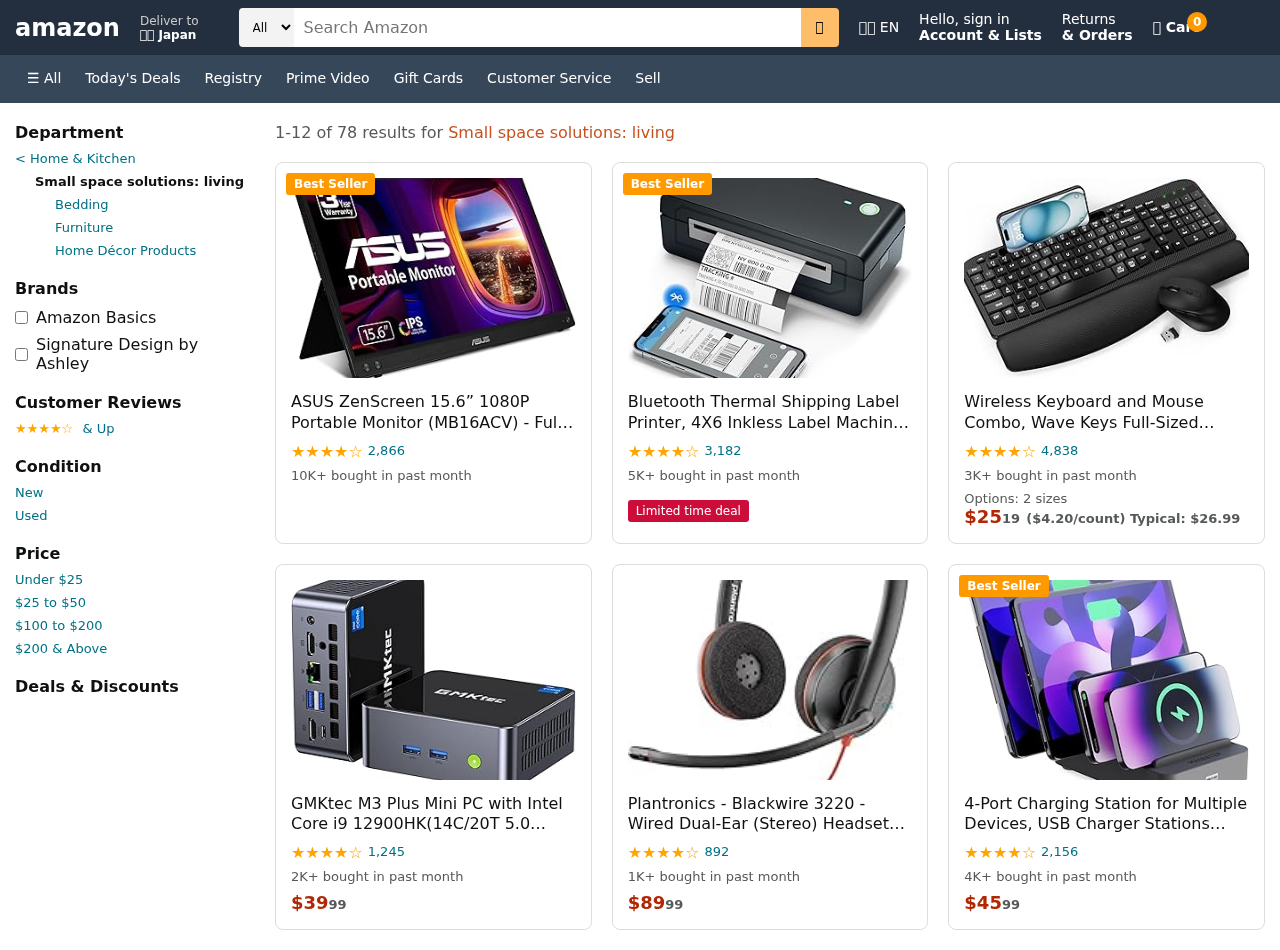 amazon
Deliver to
Japan
All
Search Amazon
EN
Hello, sign in
Account & Lists
Returns
& Orders
0
☰ All
Today's Deals
Registry
Prime Video
Gift Cards
Customer Service
Sell
Department
< Home & Kitchen
Small space solutions: living
Bedding
Furniture
Home Décor Products
Brands
Amazon Basics
Signature Design by
Ashley
Customer Reviews
★★★★☆ & Up
Condition
New
Used
Price
Under $25
$25 to $50
$100 to $200
$200 & Above
Deals & Discounts
1-12 of 78 results for Small space solutions: living
Best Seller
3 Year
Warranty
ASUS
Portable Monitor
15.6"
IPS
ASUS
ASUS ZenScreen 15.6” 1080P
Portable Monitor (MB16ACV) - Ful…
★★★★☆ 2,866
10K+ bought in past month
Best Seller
TRACKING #
Bluetooth Thermal Shipping Label
Printer, 4X6 Inkless Label Machin…
★★★★☆ 3,182
5K+ bought in past month
Limited time deal
Wireless Keyboard and Mouse
Combo, Wave Keys Full-Sized…
★★★★☆ 4,838
3K+ bought in past month
Options: 2 sizes
$25 19 ($4.20/count) Typical: $26.99
GMKtec
GMKtec
GMKtec M3 Plus Mini PC with Intel
Core i9 12900HK(14C/20T 5.0…
★★★★☆ 1,245
2K+ bought in past month
$39 99
Plantronics - Blackwire 3220 -
Wired Dual-Ear (Stereo) Headset…
★★★★☆ 892
1K+ bought in past month
$89 99
Best Seller
4-Port Charging Station for Multiple
Devices, USB Charger Stations…
★★★★☆ 2,156
4K+ bought in past month
$45 99